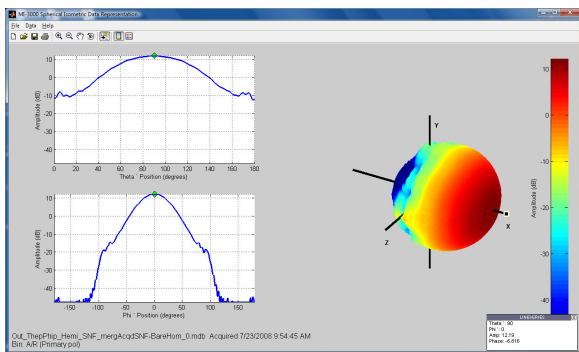 MI-3000 Spherical Isometric Data Representation
File Data Help
10
0
-10
-20
-30
-40
Amplitude (dB)
0 20 40 60 80 100 120 140 160 180
Theta ` Position (degrees)
10
0
-10
-20
-30
-40
Amplitude (dB)
-150 -100 -50 0 50 100 150
Phi ` Position (degrees)
Y
X
Z
10
0
-10
-20
-30
-40
Amplitude (dB)
LINESERIES
Theta `: 90
Phi `: 0
Amp: 12.19
Phase: -6.816
Out_ThepPhip_Hemi_SNF_mergAcqdSNF-BareHorn_0.mdb Acquired 7/23/2008 9:54:45 AM
Bin: A/R (Primary pol)